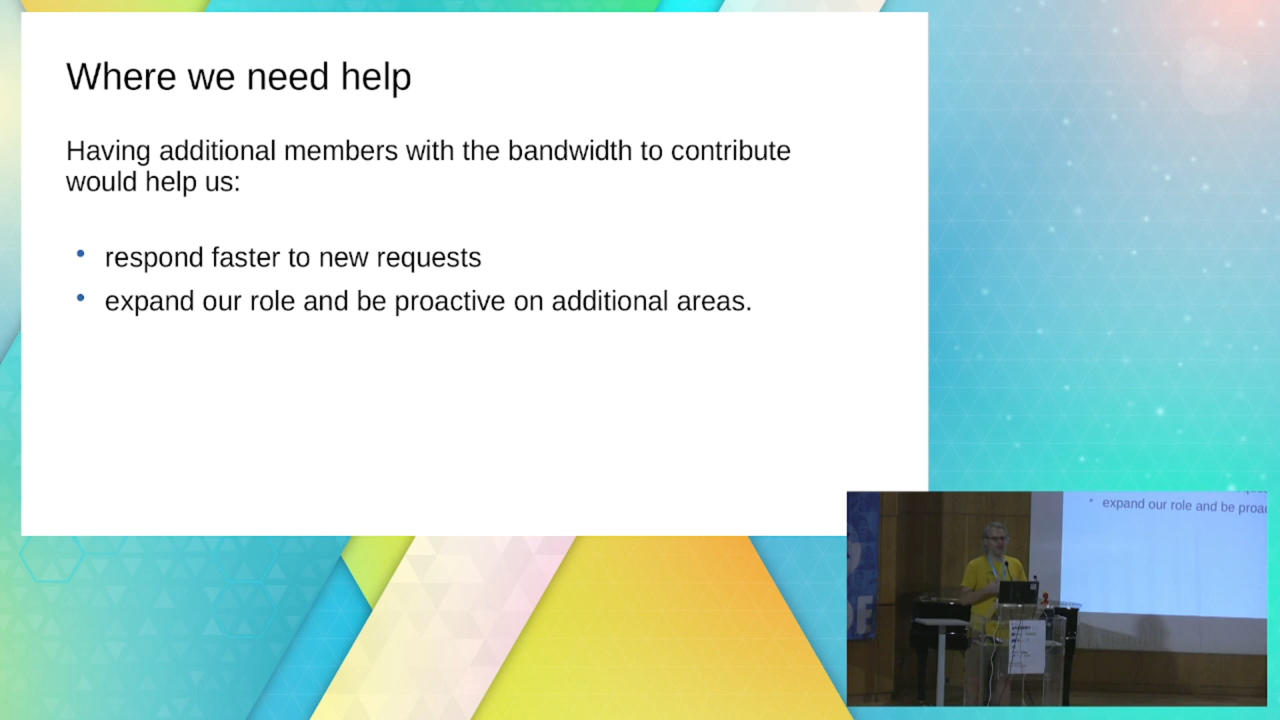 Where we need help
Having additional members with the bandwidth to contribute
would help us:
• respond faster to new requests
• expand our role and be proactive on additional areas.
• expand our role and be proac